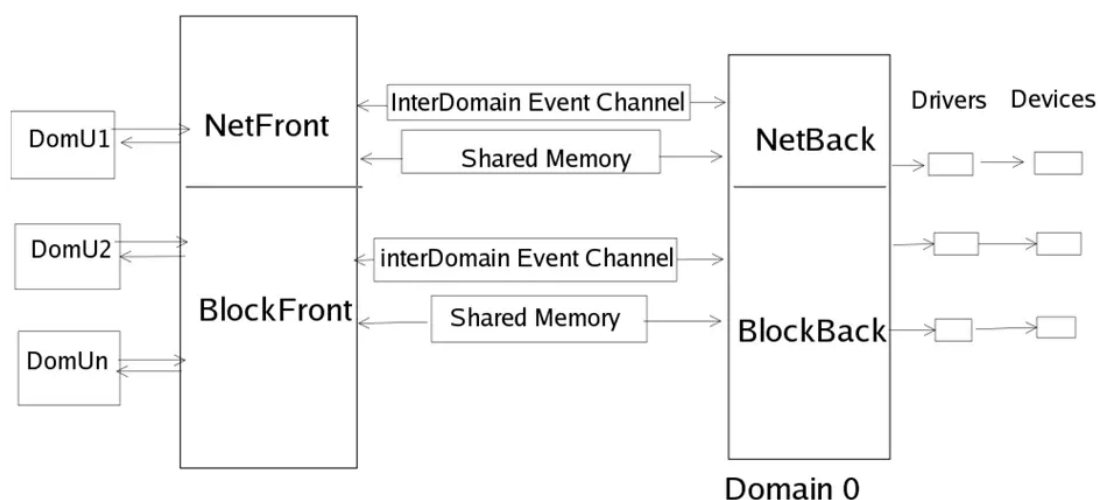 InterDomain Event Channel
Drivers Devices
DomU1
NetFront
NetBack
Shared Memory
DomU2
interDomain Event Channel
BlockFront
Shared Memory
BlockBack
DomUn
Domain 0